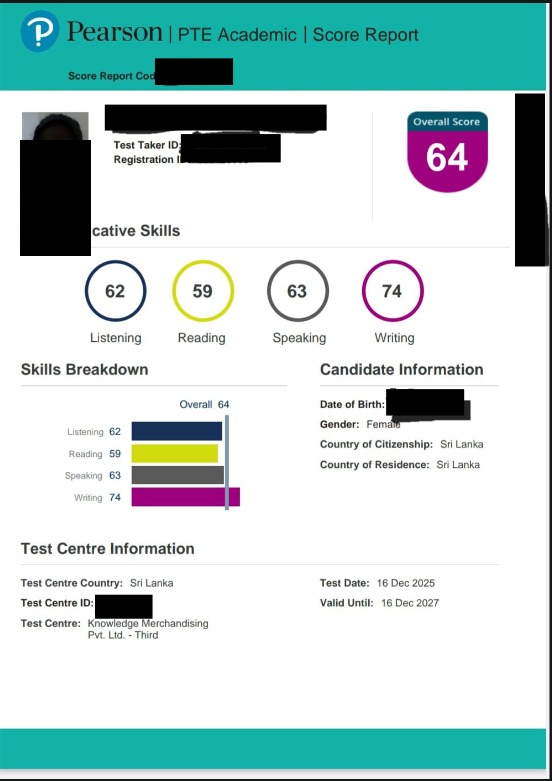 Pearson | PTE Academic | Score Report
Score Report Cod
Test Taker ID:
Registration I
Overall Score
64
cative Skills
62 59 63 74
Listening Reading Speaking Writing
Skills Breakdown
Overall 64
Listening 62
Reading 59
Speaking 63
Writing 74
Candidate Information
Date of Birth:
Gender: Female
Country of Citizenship: Sri Lanka
Country of Residence: Sri Lanka
Test Centre Information
Test Centre Country: Sri Lanka
Test Centre ID:
Test Centre: Knowledge Merchandising
Pvt. Ltd. - Third
Test Date: 16 Dec 2025
Valid Until: 16 Dec 2027